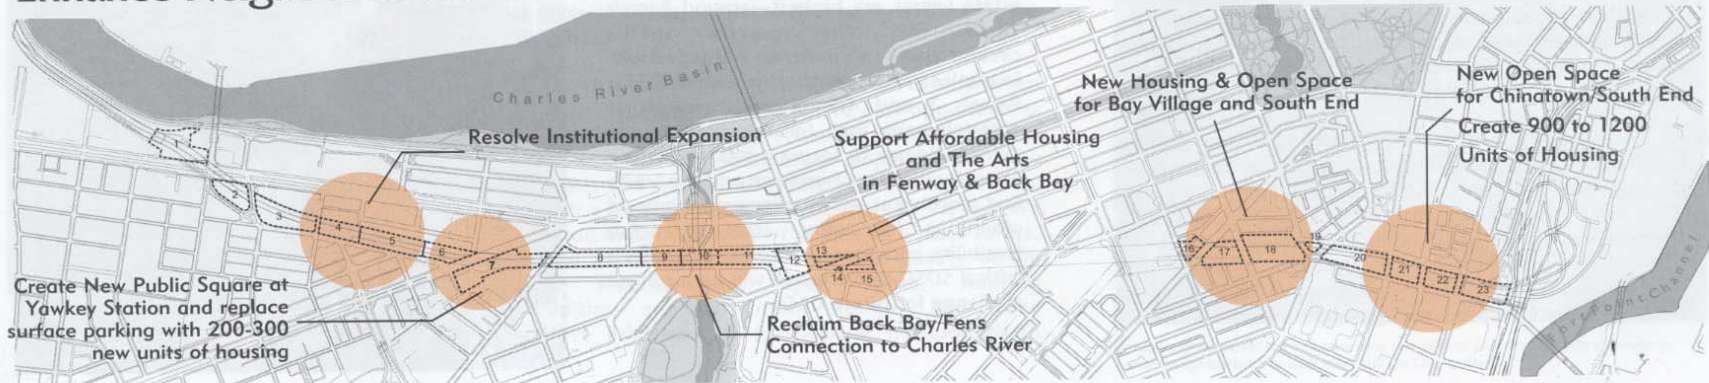 Charles River Basin
Resolve Institutional Expansion
Support Affordable Housing
and The Arts
in Fenway & Back Bay
New Housing & Open Space
for Bay Village and South End
New Open Space
for Chinatown/South End
Create 900 to 1200
Units of Housing
1
2
3
4
5
6
7
8
9
10
11
12
13
14
15
16
17
18
19
20
21
22
23
Create New Public Square at
Yawkey Station and replace
surface parking with 200-300
new units of housing
Reclaim Back Bay/Fens
Connection to Charles River
Fort Point Channel